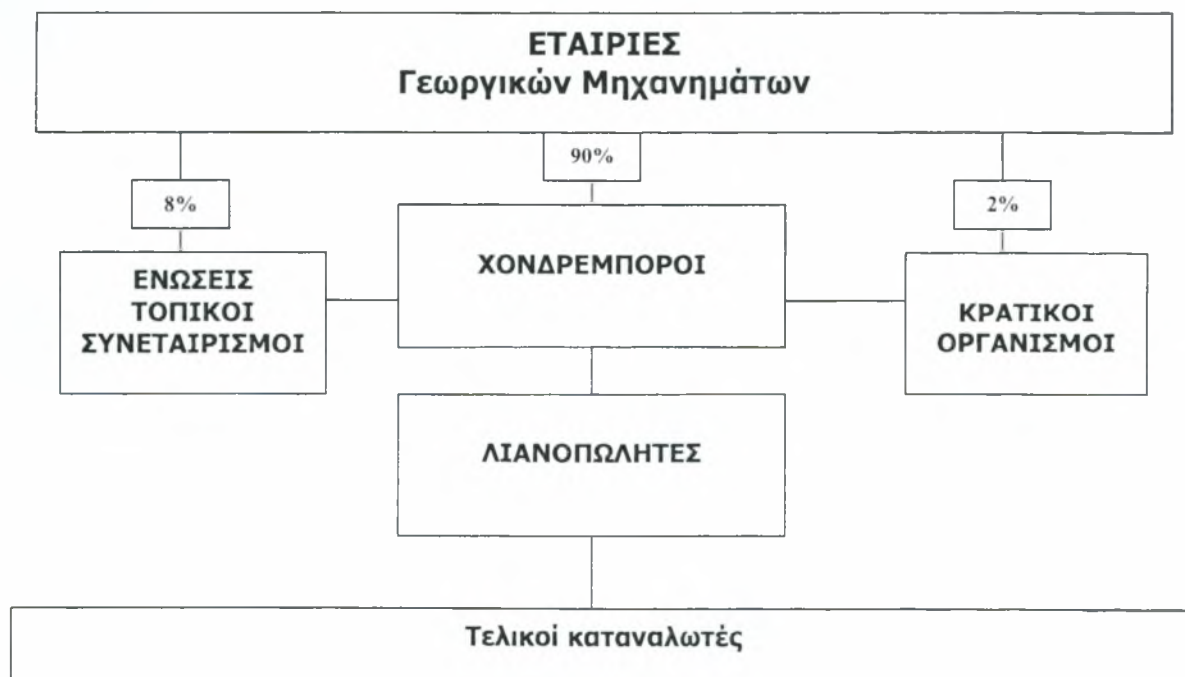 ΕΤΑΙΡΙΕΣ
Γεωργικών Μηχανημάτων
90%
8%
2%
ΧΟΝΔΡΕΜΠΟΡΟΙ
ΕΝΩΣΕΙΣ
ΤΟΠΙΚΟΙ
ΣΥΝΕΤΑΙΡΙΣΜΟΙ
ΚΡΑΤΙΚΟΙ
ΟΡΓΑΝΙΣΜΟΙ
ΛΙΑΝΟΠΩΛΗΤΕΣ
Τελικοί καταναλωτές